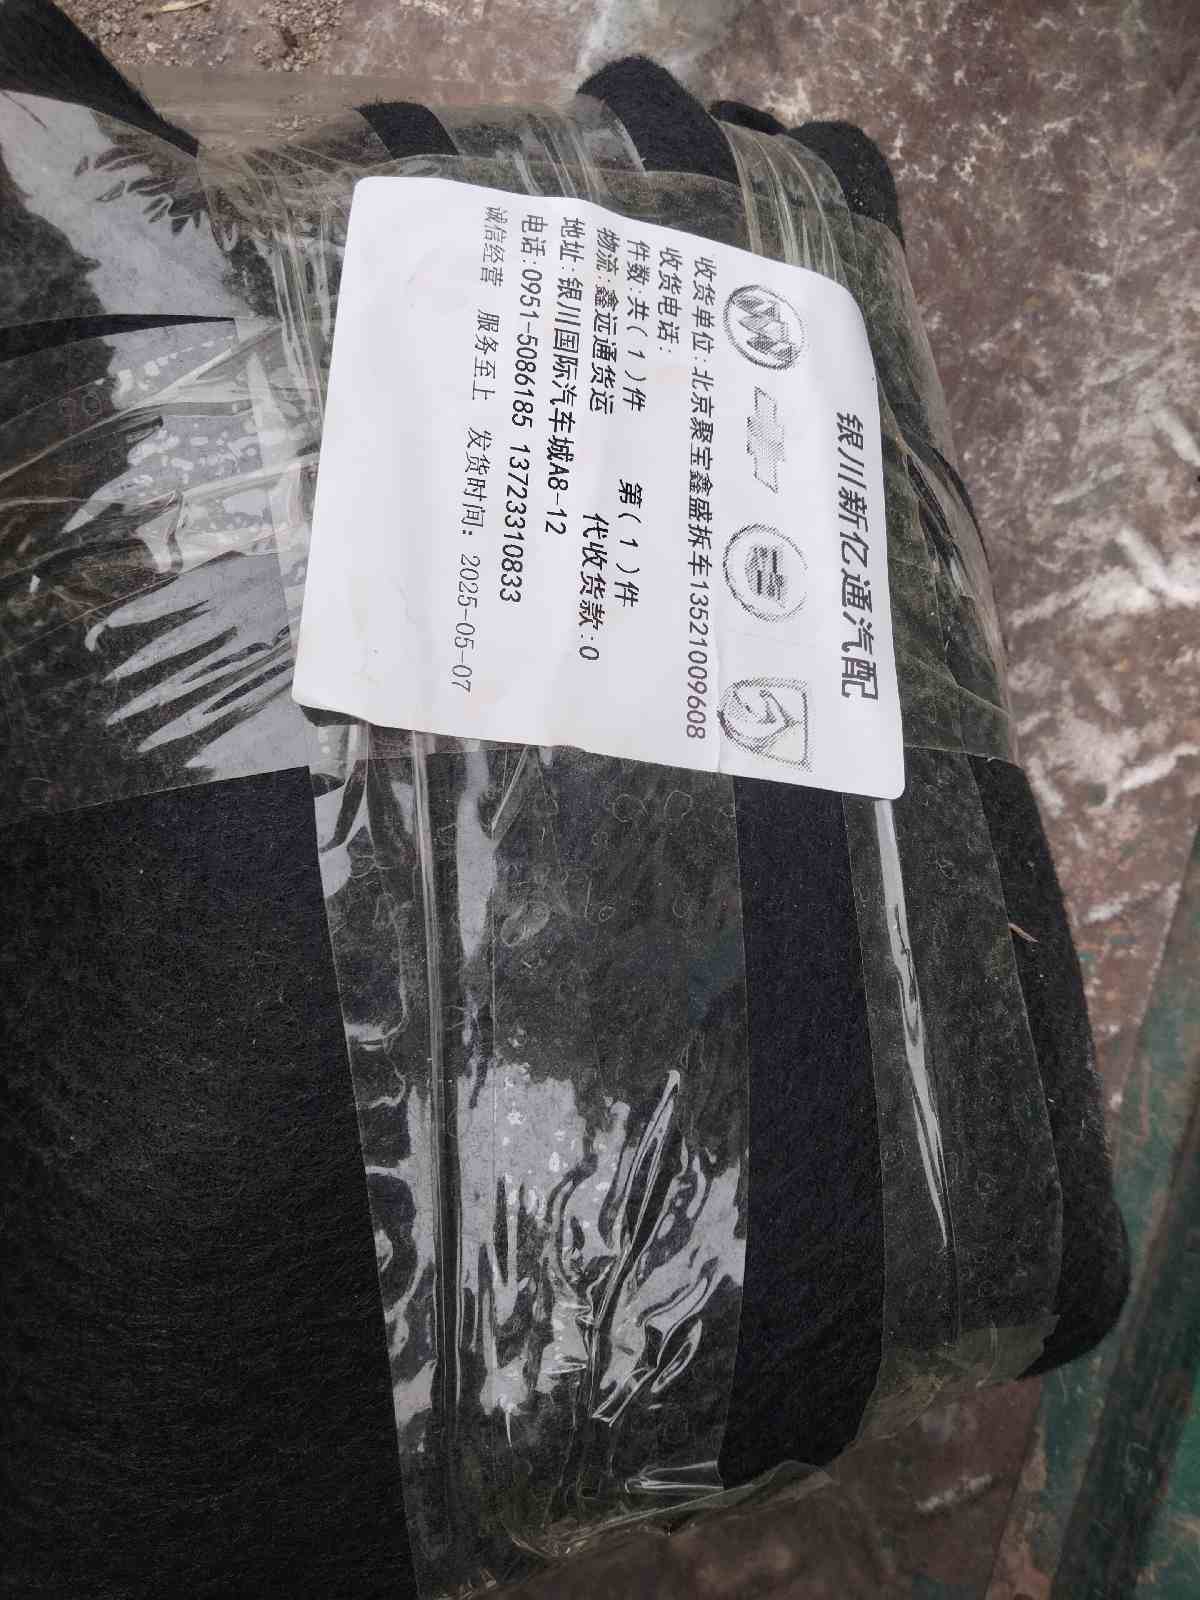 银川新亿通汽配
收货单位:北京聚宝鑫盛拆车13521009608
收货电话:
件数:共(1)件 第(1)件
物流:鑫远通货运 代收货款:0
地址:银川国际汽车城A8-12
电话:0951-5086185 13723310833
诚信经营 服务至上 发货时间: 2025-05-07